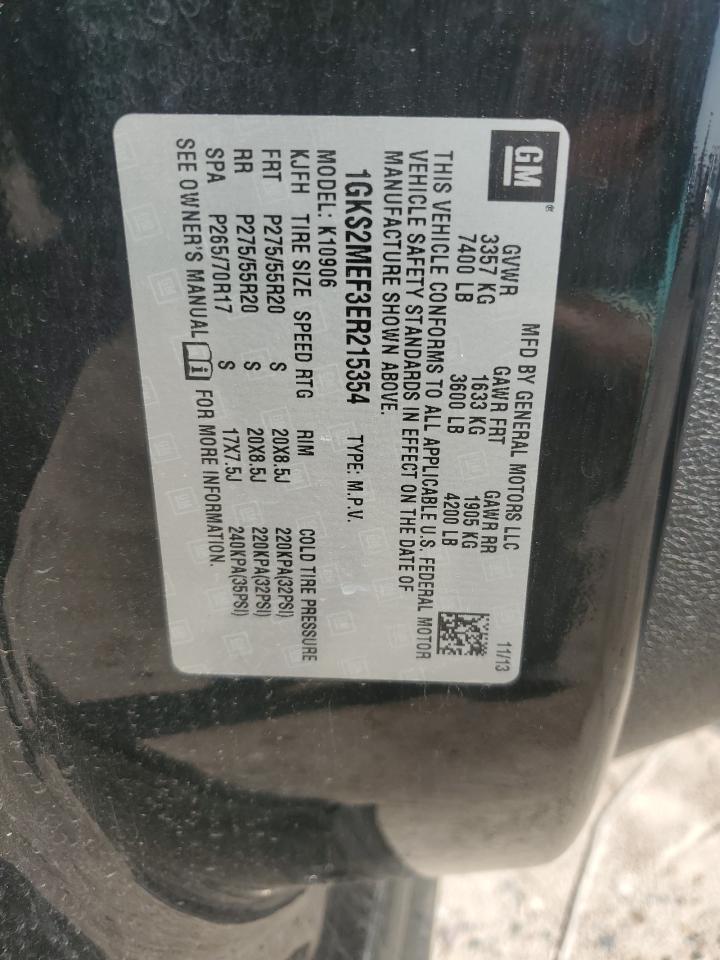 GM ®
MFD BY GENERAL MOTORS LLC 11/13
GVWR GAWR FRT GAWR RR
3357 KG 1633 KG 1905 KG
7400 LB 3600 LB 4200 LB
THIS VEHICLE CONFORMS TO ALL APPLICABLE U.S. FEDERAL MOTOR
VEHICLE SAFETY STANDARDS IN EFFECT ON THE DATE OF
MANUFACTURE SHOWN ABOVE.
1GKS2MEF3ER215354 TYPE: M.P.V.
MODEL: K10906
KJFH TIRE SIZE SPEED RTG RIM COLD TIRE PRESSURE
FRT P275/55R20 S 20X8.5J 220KPA(32PSI)
RR P275/55R20 S 20X8.5J 220KPA(32PSI)
SPA P265/70R17 S 17X7.5J 240KPA(35PSI)
SEE OWNER'S MANUAL FOR MORE INFORMATION.